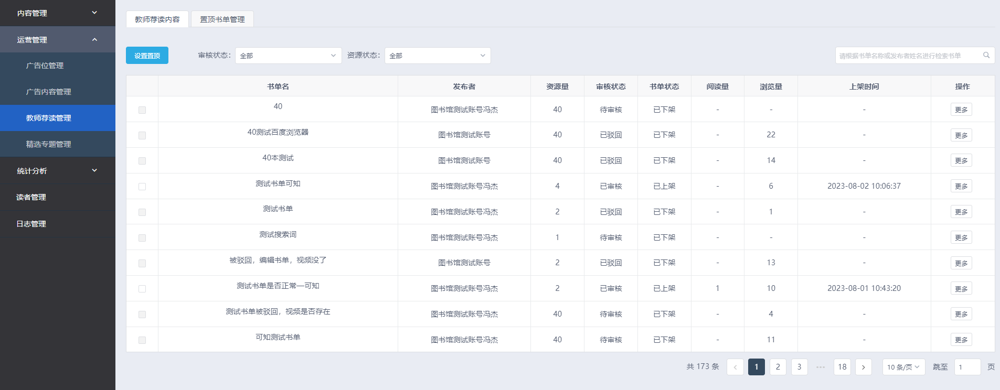 内容管理
运营管理
广告位管理
广告内容管理
教师荐读管理
精选专题管理
统计分析
读者管理
日志管理
教师荐读内容 置顶书单管理
设置置顶 审核状态： 全部 资源状态： 全部 请根据书单名称或发布者姓名进行检索书单
书单名 发布者 资源量 审核状态 书单状态 阅读量 浏览量 上架时间 操作
40 图书馆测试账号冯杰 40 待审核 已下架 - - - 更多
40测试百度浏览器 图书馆测试账号 40 已驳回 已下架 - 22 - 更多
40本测试 图书馆测试账号 40 已驳回 已下架 - 14 - 更多
测试书单可知 图书馆测试账号冯杰 4 已审核 已上架 - 6 2023-08-02 10:06:37 更多
测试书单 图书馆测试账号冯杰 2 已驳回 已下架 - 1 - 更多
测试搜索词 图书馆测试账号冯杰 1 待审核 已下架 - - - 更多
被驳回，编辑书单，视频没了 图书馆测试账号 2 已驳回 已下架 - 13 - 更多
测试书单是否正常—可知 图书馆测试账号冯杰 2 已审核 已上架 1 10 2023-08-01 10:43:20 更多
测试书单被驳回，视频是否存在 图书馆测试账号冯杰 40 待审核 已下架 - 4 - 更多
可知测试书单 图书馆测试账号冯杰 40 待审核 已下架 - 11 - 更多
共 173 条 < 1 2 3 ••• 18 > 10 条/页 跳至 1 页